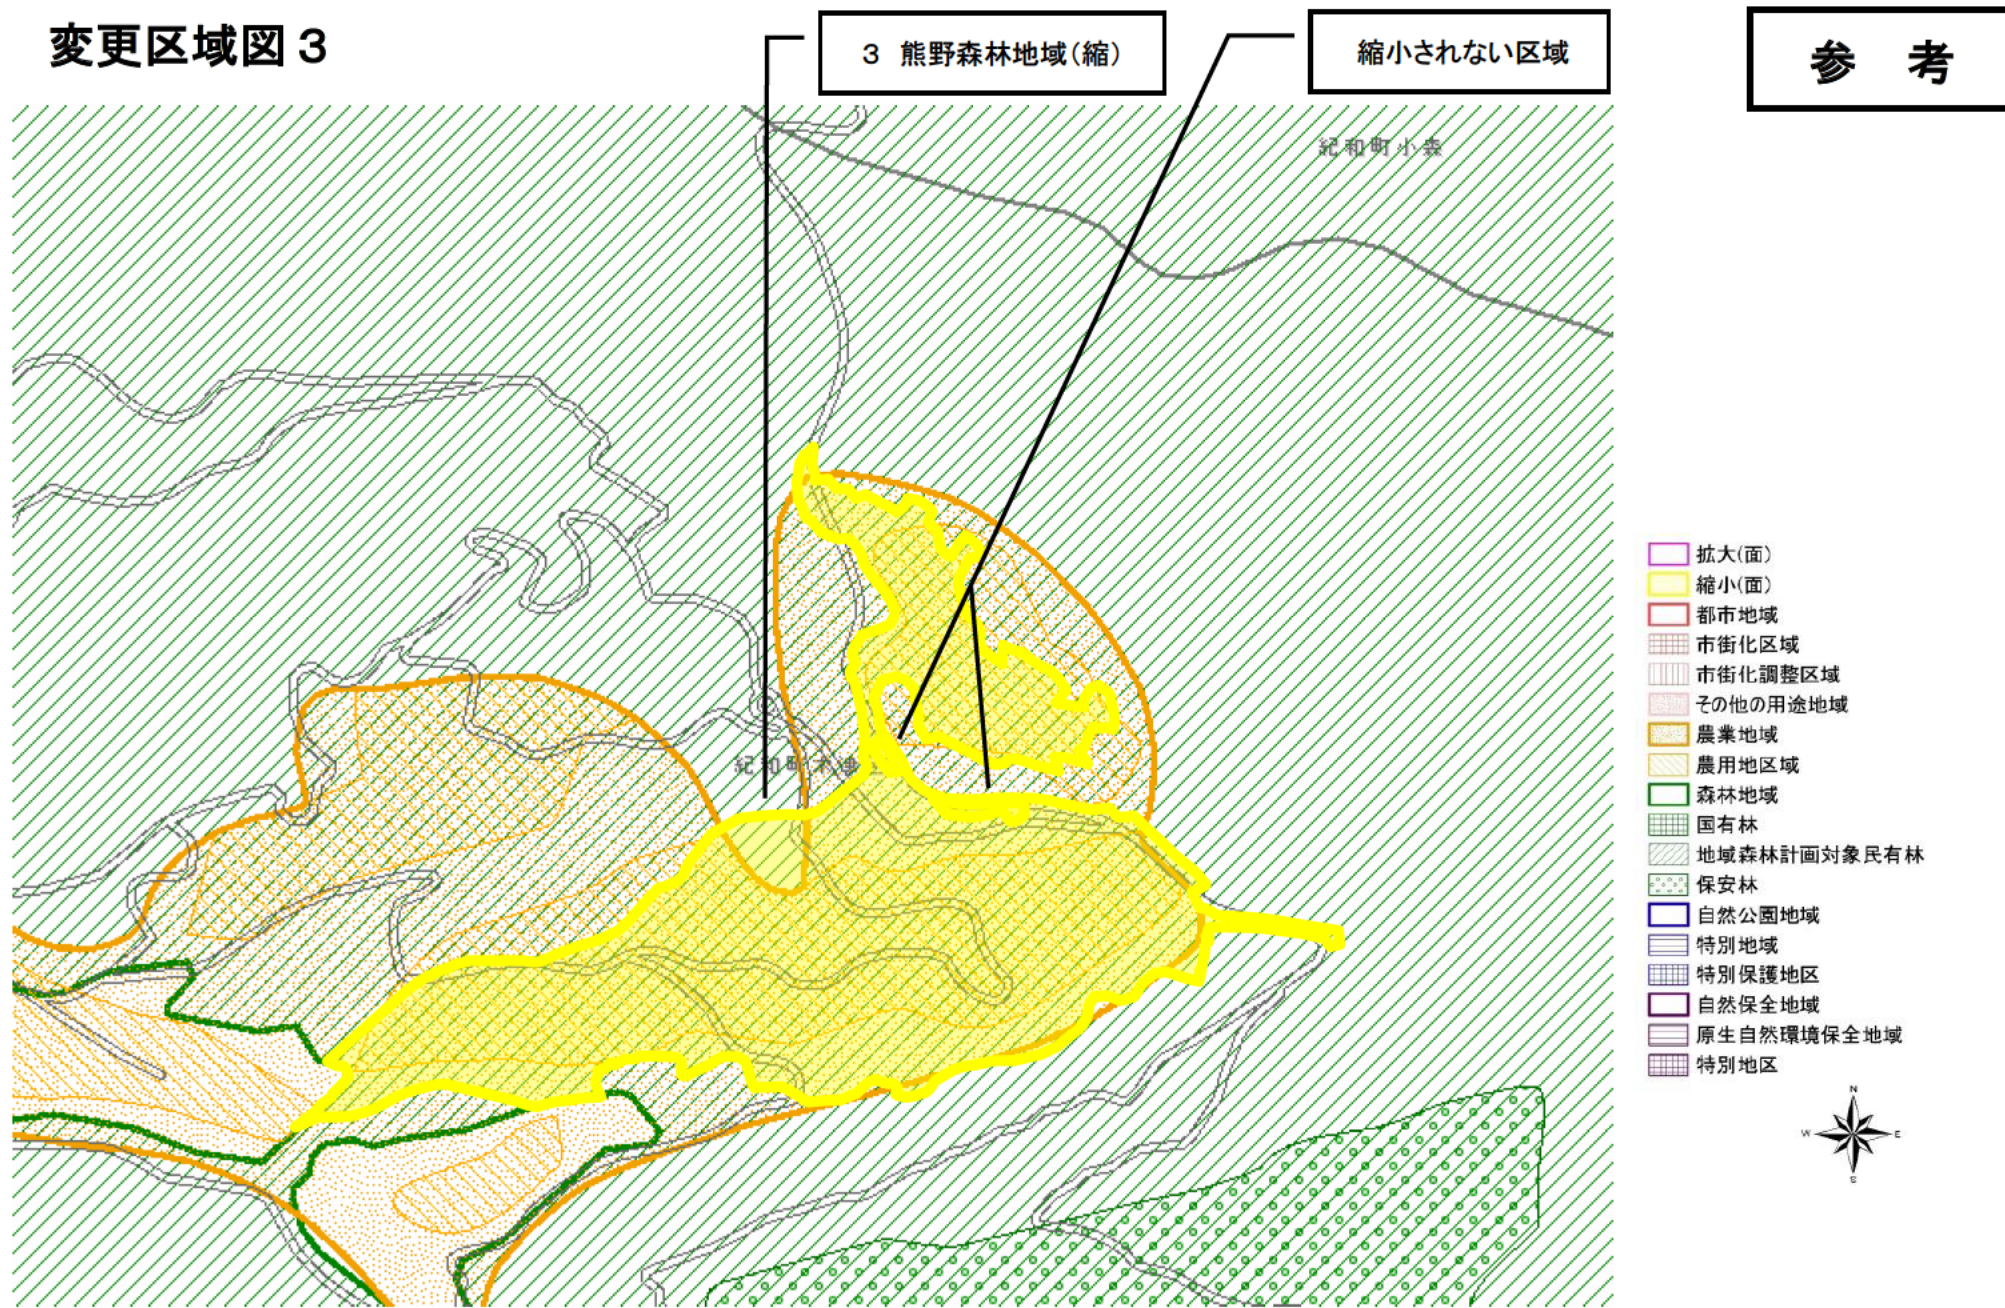 変更区域図3
3 熊野森林地域(縮)
縮小されない区域
参 考
紀和町小森
紀和町
拡大(面)
縮小(面)
都市地域
市街化区域
市街化調整区域
その他の用途地域
農業地域
農用地区域
森林地域
国有林
地域森林計画対象民有林
保安林
自然公園地域
特別地域
特別保護地区
自然保全地域
原生自然環境保全地域
特別地区
N
W
E
S